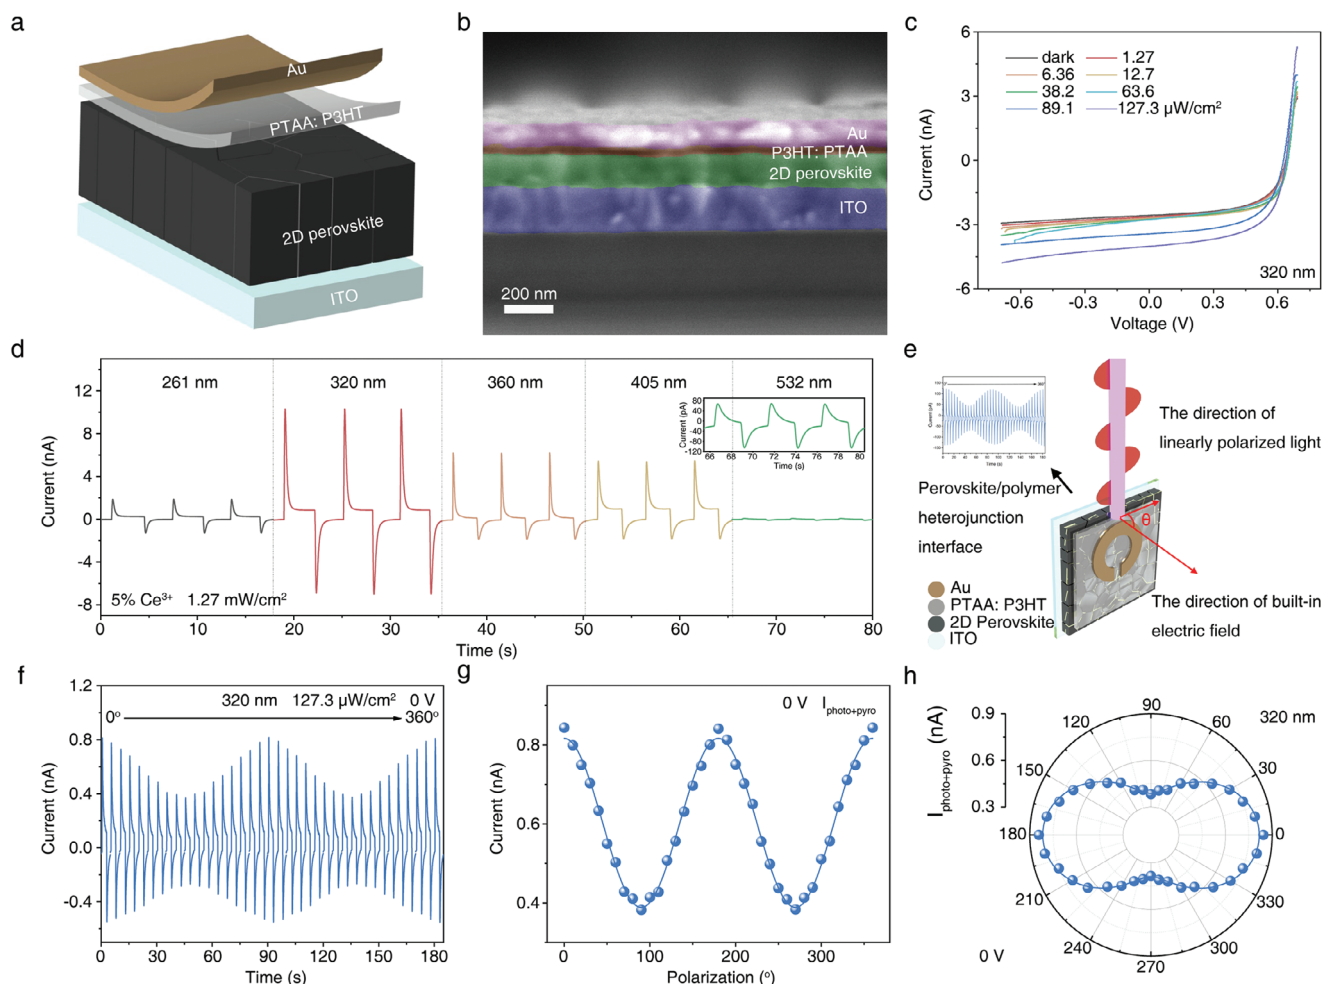 a
Au
PTAA: P3HT
2D perovskite
ITO
b
Au
P3HT: PTAA
2D perovskite
ITO
200 nm
c
6
3
0
-3
-6
Current (nA)
dark
1.27
6.36
12.7
38.2
63.6
89.1
127.3 µW/cm²
320 nm
-0.6
-0.3
0.0
0.3
0.6
Voltage (V)
d
12
8
4
0
-4
-8
Current (nA)
261 nm
320 nm
360 nm
405 nm
532 nm
80
40
0
-40
-80
-120
Current (pA)
66
68
70
72
74
76
78
80
Time (s)
5% Ce³⁺ 1.27 mW/cm²
0
10
20
30
40
50
60
70
80
Time (s)
e
The direction of
linearly polarized light
Perovskite/polymer
heterojunction
interface
θ
Au
PTAA: P3HT
2D Perovskite
ITO
The direction of built-in
electric field
f
1.2
0.8
0.4
0.0
-0.4
Current (nA)
320 nm 127.3 µW/cm² 0 V
0°
360°
0
30
60
90
120
150
180
Time (s)
g
0.8
0.6
0.4
Current (nA)
0 V I photo+pyro
0
100
200
300
Polarization (°)
h
I photo+pyro (nA)
0.9
0.6
0.3
320 nm
90
60
30
0
330
300
270
240
210
180
150
120
0 V